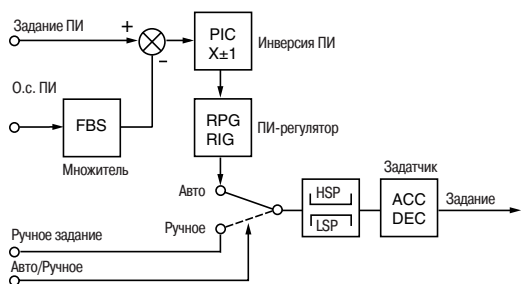 Задание ПИ
+
−
PIC
X±1
Инверсия ПИ
О.с. ПИ
FBS
Множитель
RPG
RIG
ПИ-регулятор
Авто
HSP
LSP
Задатчик
ACC
DEC
Задание
Ручное
Ручное задание
Авто/Ручное